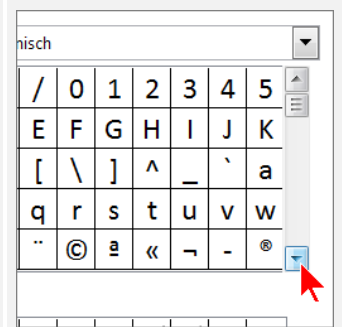 nisch
/ 0 1 2 3 4 5
E F G H I J K
[ \ ] ^ _ ` a
q r s t u v w
¨ © ª « ¬ - ®